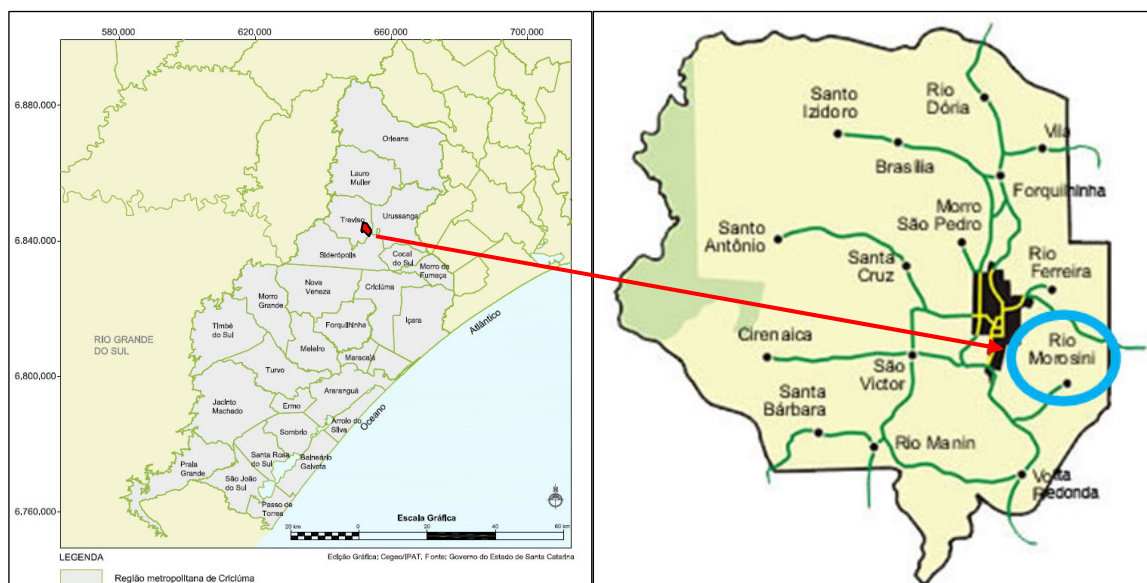 580,000
620,000
660,000
700,000
6.880.000
6.840.000
6.800.000
6.760.000
Orleans
Lauro
Muller
Treviso
Urussanga
Siderópolis
Cocal
do Sul
Morro de
Fumaça
Nova
Veneza
Criciúma
Morro
Grande
Içara
Forquilhinha
Timbé
do Sul
Meleiro
Maracajá
Turvo
Araranguá
Jacinto
Machado
Ermo
Arroio do
Silva
Sombrio
Balneário
Gaivota
Santa Rosa
do Sul
Praia
Grande
São João
do Sul
Passo de
Torres
RIO GRANDE
DO SUL
Oceano
Atlântico
N
Escala Gráfica
20 km
0
20
40
60 km
LEGENDA
Edição Gráfica; Cegeo/IPAT, Fonte: Governo do Estado de Santa Catarina
Região metropolitana de Criciúma
Santo
Izidoro
Rio
Dória
Vila
Brasília
Forquilhinha
Morro
São Pedro
Santo
Antônio
Santa
Cruz
Rio
Ferreira
Cirenaica
Rio
Morosini
São
Victor
Santa
Bárbara
Rio Manin
Volta
Redonda